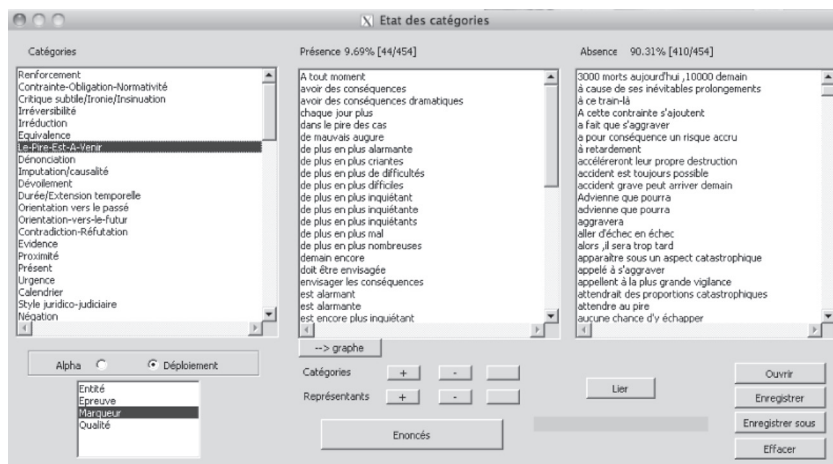 Etat des catégories
Catégories
Présence 9.69% [44/454]
Absence 90.31% [410/454]
Renforcement
Contrainte-Obligation-Normativité
Critique subtile/Ironie/Insinuation
Irréversibilité
Irréduction
Equivalence
Le-Pire-Est-A-Venir
Dénonciation
Imputation/causalité
Dévoilement
Durée/Extension temporelle
Orientation vers le passé
Orientation-vers-le-futur
Contradiction-Réfutation
Evidence
Proximité
Présent
Urgence
Calendrier
Style juridico-judiciaire
Négation
A tout moment
avoir des conséquences
avoir des conséquences dramatiques
chaque jour plus
dans le pire des cas
de mauvais augure
de plus en plus alarmante
de plus en plus criantes
de plus en plus de difficultés
de plus en plus difficiles
de plus en plus inquiétant
de plus en plus inquiétante
de plus en plus inquiétants
de plus en plus mal
de plus en plus nombreuses
demain encore
doit être envisagée
envisager les conséquences
est alarmant
est alarmante
est encore plus inquiétant
3000 morts aujourd'hui ,10000 demain
à cause de ses inévitables prolongements
à ce train-là
A cette contrainte s'ajoutent
a fait que s'aggraver
a pour conséquence un risque accru
à retardement
accéléreront leur propre destruction
accident est toujours possible
accident grave peut arriver demain
Advienne que pourra
advienne que pourra
aggravera
aller d'échec en échec
alors ,il sera trop tard
apparaître sous un aspect catastrophique
appelé à s'aggraver
appellent à la plus grande vigilance
attendrait des proportions catastrophiques
attendre au pire
aucune chance d'y échapper
--> graphe
Alpha
Déploiement
Entité
Epreuve
Marqueur
Qualité
Catégories + -
Représentants + -
Enoncés
Lier
Ouvrir
Enregistrer
Enregistrer sous
Effacer